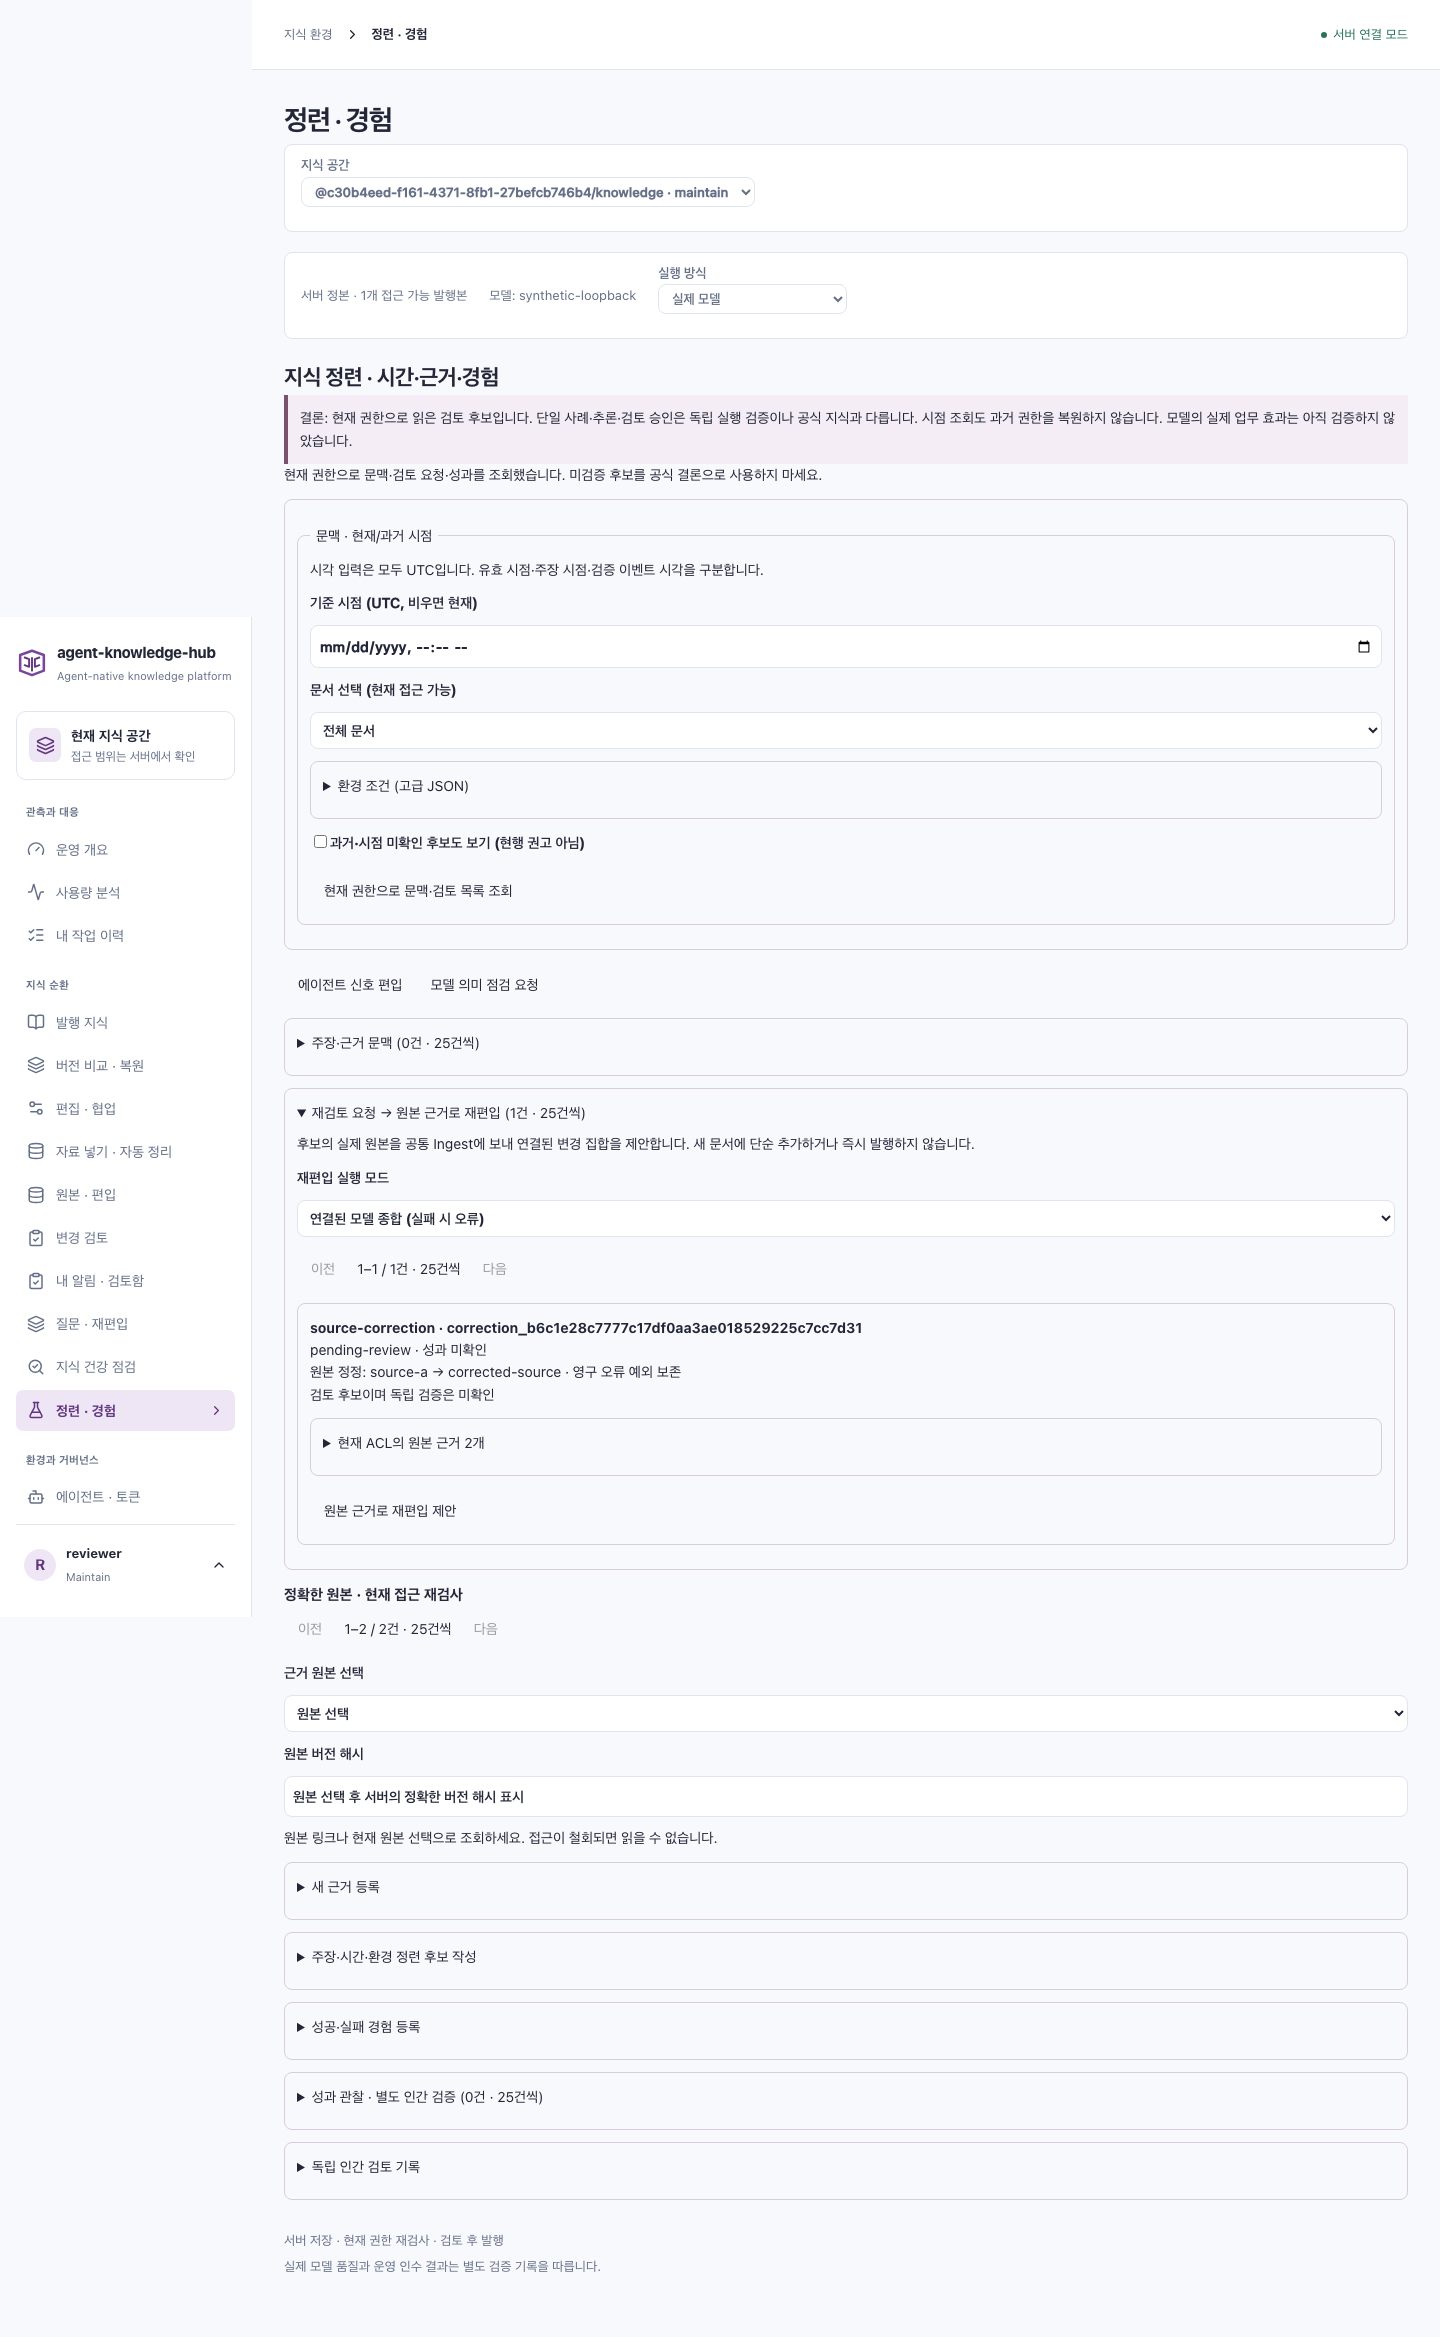 지식 환경 > 정련 · 경험
서버 연결 모드
정련 · 경험
지식 공간
@c30b4eed-f161-4371-8fb1-27befcb746b4/knowledge · maintain
실행 방식
서버 정본 · 1개 접근 가능 발행본 모델: synthetic-loopback 실제 모델
지식 정련 · 시간·근거·경험
결론: 현재 권한으로 읽은 검토 후보입니다. 단일 사례·추론·검토 승인은 독립 실행 검증이나 공식 지식과 다릅니다. 시점 조회도 과거 권한을 복원하지 않습니다. 모델의 실제 업무 효과는 아직 검증하지 않
았습니다.
현재 권한으로 문맥·검토 요청·성과를 조회했습니다. 미검증 후보를 공식 결론으로 사용하지 마세요.
문맥 · 현재/과거 시점
시각 입력은 모두 UTC입니다. 유효 시점·주장 시점·검증 이벤트 시각을 구분합니다.
기준 시점 (UTC, 비우면 현재)
mm/dd/yyyy, --:-- --
문서 선택 (현재 접근 가능)
전체 문서
환경 조건 (고급 JSON)
과거·시점 미확인 후보도 보기 (현행 권고 아님)
현재 권한으로 문맥·검토 목록 조회
에이전트 신호 편입 모델 의미 점검 요청
주장·근거 문맥 (0건 · 25건씩)
재검토 요청 → 원본 근거로 재편입 (1건 · 25건씩)
후보의 실제 원본을 공통 Ingest에 보내 연결된 변경 집합을 제안합니다. 새 문서에 단순 추가하거나 즉시 발행하지 않습니다.
재편입 실행 모드
연결된 모델 종합 (실패 시 오류)
이전 1–1 / 1건 · 25건씩 다음
source-correction · correction_b6c1e28c7777c17df0aa3ae018529225c7cc7d31
pending-review · 성과 미확인
원본 정정: source-a → corrected-source · 영구 오류 예외 보존
검토 후보이며 독립 검증은 미확인
현재 ACL의 원본 근거 2개
원본 근거로 재편입 제안
정확한 원본 · 현재 접근 재검사
이전 1–2 / 2건 · 25건씩 다음
근거 원본 선택
원본 선택
원본 버전 해시
원본 선택 후 서버의 정확한 버전 해시 표시
원본 링크나 현재 원본 선택으로 조회하세요. 접근이 철회되면 읽을 수 없습니다.
새 근거 등록
주장·시간·환경 정련 후보 작성
성공·실패 경험 등록
성과 관찰 · 별도 인간 검증 (0건 · 25건씩)
독립 인간 검토 기록
서버 저장 · 현재 권한 재검사 · 검토 후 발행
실제 모델 품질과 운영 인수 결과는 별도 검증 기록을 따릅니다.
agent-knowledge-hub
Agent-native knowledge platform
현재 지식 공간
접근 범위는 서버에서 확인
관측과 대응
운영 개요
사용량 분석
내 작업 이력
지식 순환
발행 지식
버전 비교 · 복원
편집 · 협업
자료 넣기 · 자동 정리
원본 · 편입
변경 검토
내 알림 · 검토함
질문 · 재편입
지식 건강 점검
정련 · 경험
환경과 거버넌스
에이전트 · 토큰
R
reviewer
Maintain